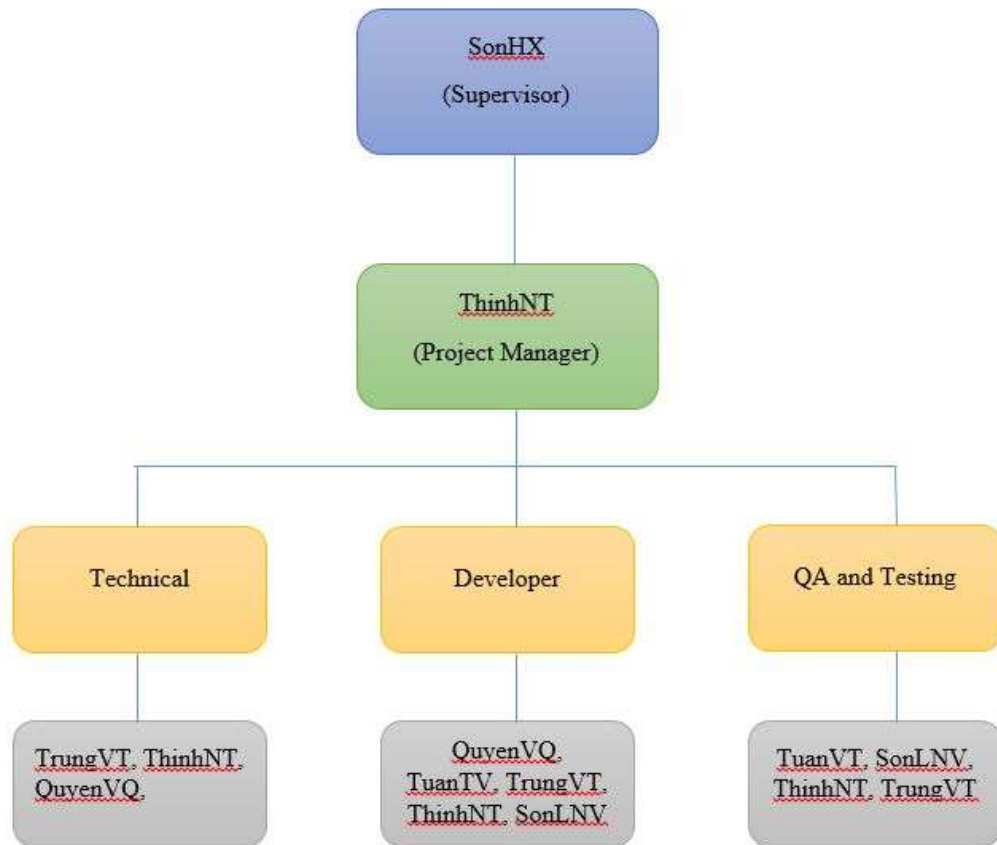 SonHX
(Supervisor)
ThinhNT
(Project Manager)
Technical
Developer
QA and Testing
TrungVT, ThinhNT,
QuyenVQ,
QuyenVQ,
TuanTV, TrungVT,
ThinhNT, SonLNV
TuanVT, SonLNV,
ThinhNT, TrungVT